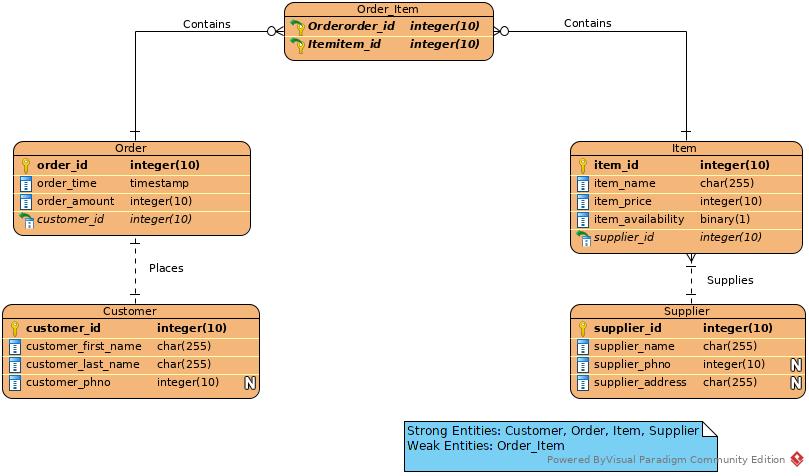 Order_Item
Orderorder_id integer(10)
Itemitem_id integer(10)
Contains
Contains
Order
order_id integer(10)
order_time timestamp
order_amount integer(10)
customer_id integer(10)
Item
item_id integer(10)
item_name char(255)
item_price integer(10)
item_availability binary(1)
supplier_id integer(10)
Places
Supplies
Customer
customer_id integer(10)
customer_first_name char(255)
customer_last_name char(255)
customer_phno integer(10) N
Supplier
supplier_id integer(10)
supplier_name char(255)
supplier_phno integer(10) N
supplier_address char(255) N
Strong Entities: Customer, Order, Item, Supplier
Weak Entities: Order_Item
Powered ByVisual Paradigm Community Edition